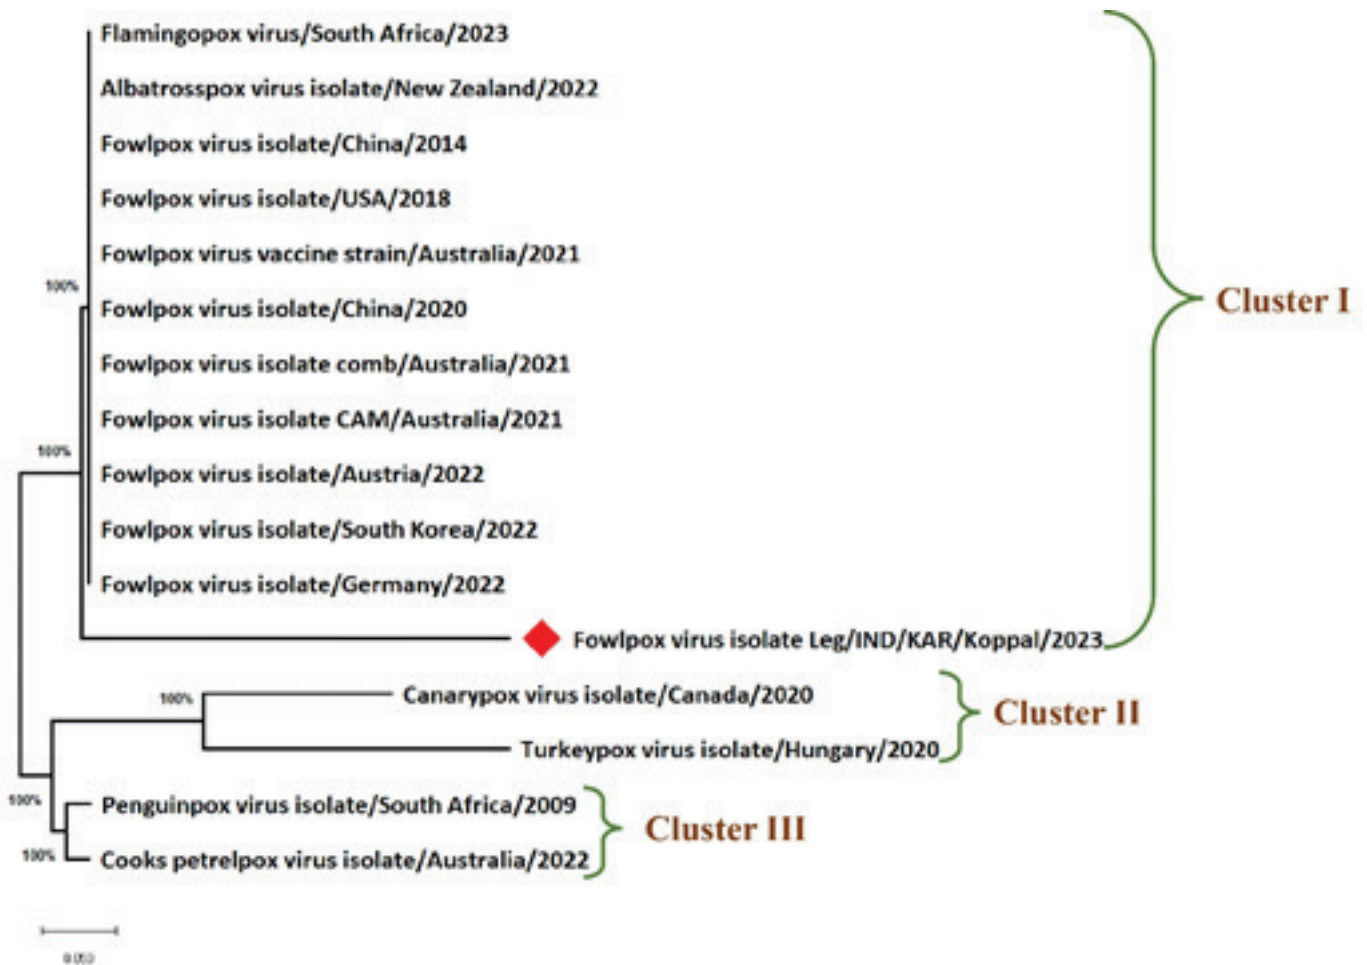 Flamingopox virus/South Africa/2023
Albatrosspox virus isolate/New Zealand/2022
Fowlpox virus isolate/China/2014
Fowlpox virus isolate/USA/2018
Fowlpox virus vaccine strain/Australia/2021
100%
Fowlpox virus isolate/China/2020
Cluster I
Fowlpox virus isolate comb/Australia/2021
Fowlpox virus isolate CAM/Australia/2021
100%
Fowlpox virus isolate/Austria/2022
Fowlpox virus isolate/South Korea/2022
Fowlpox virus isolate/Germany/2022
Fowlpox virus isolate Leg/IND/KAR/Koppal/2023
100%
Canarypox virus isolate/Canada/2020
Cluster II
Turkeypox virus isolate/Hungary/2020
100%
Penguinpox virus isolate/South Africa/2009
Cluster III
100%
Cooks petrelpox virus isolate/Australia/2022